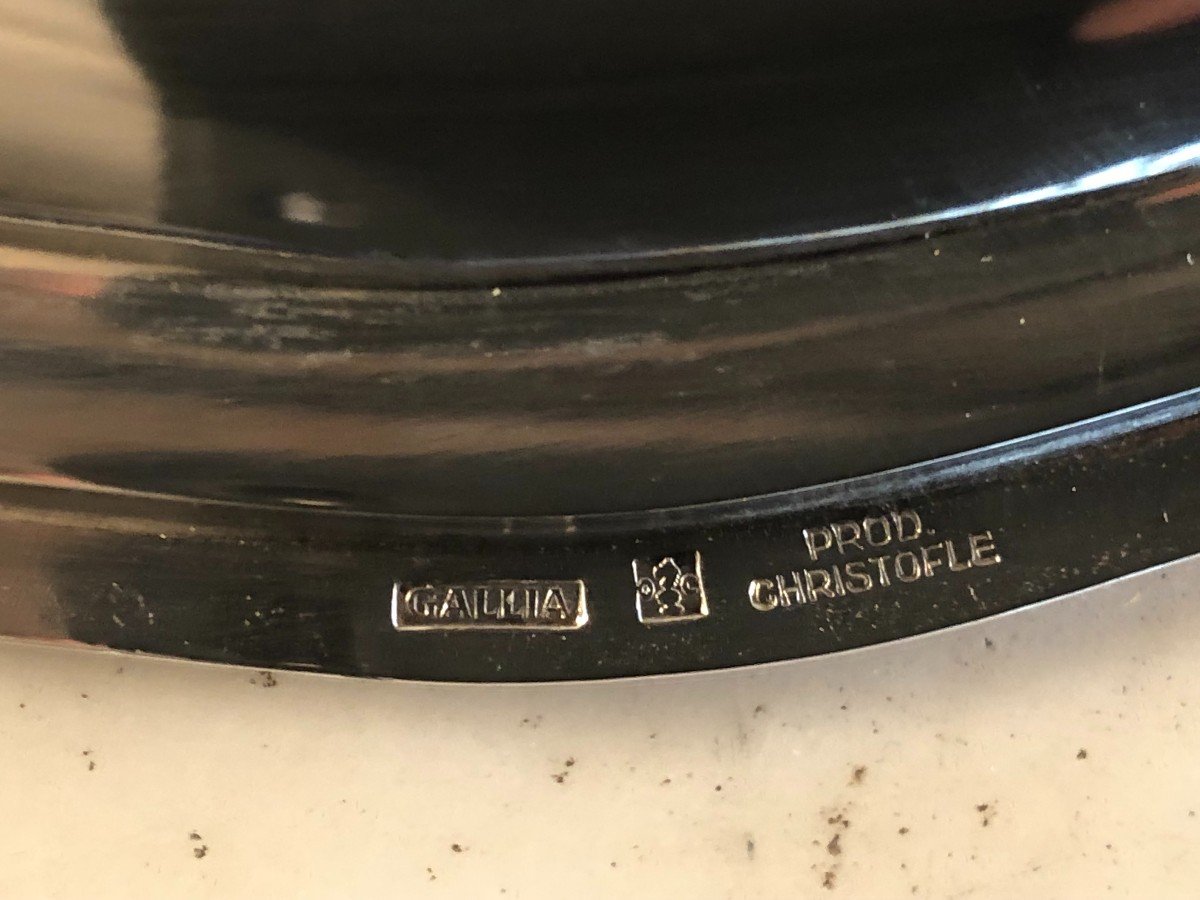 GALLIA
O C
PROD.
CHRISTOFLE